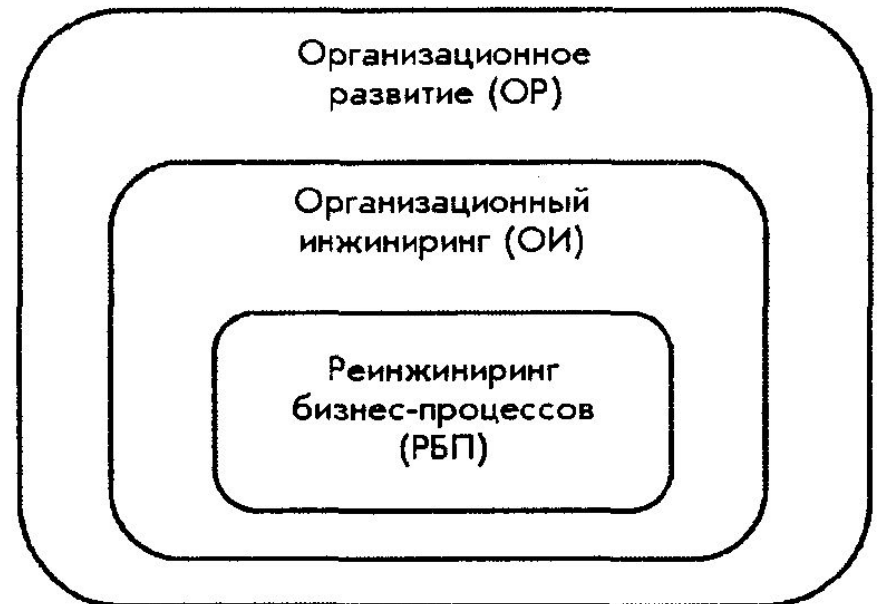 Организационное
развитие (ОР)
Организационный
инжиниринг (ОИ)
Реинжиниринг
бизнес-процессов
(РБП)